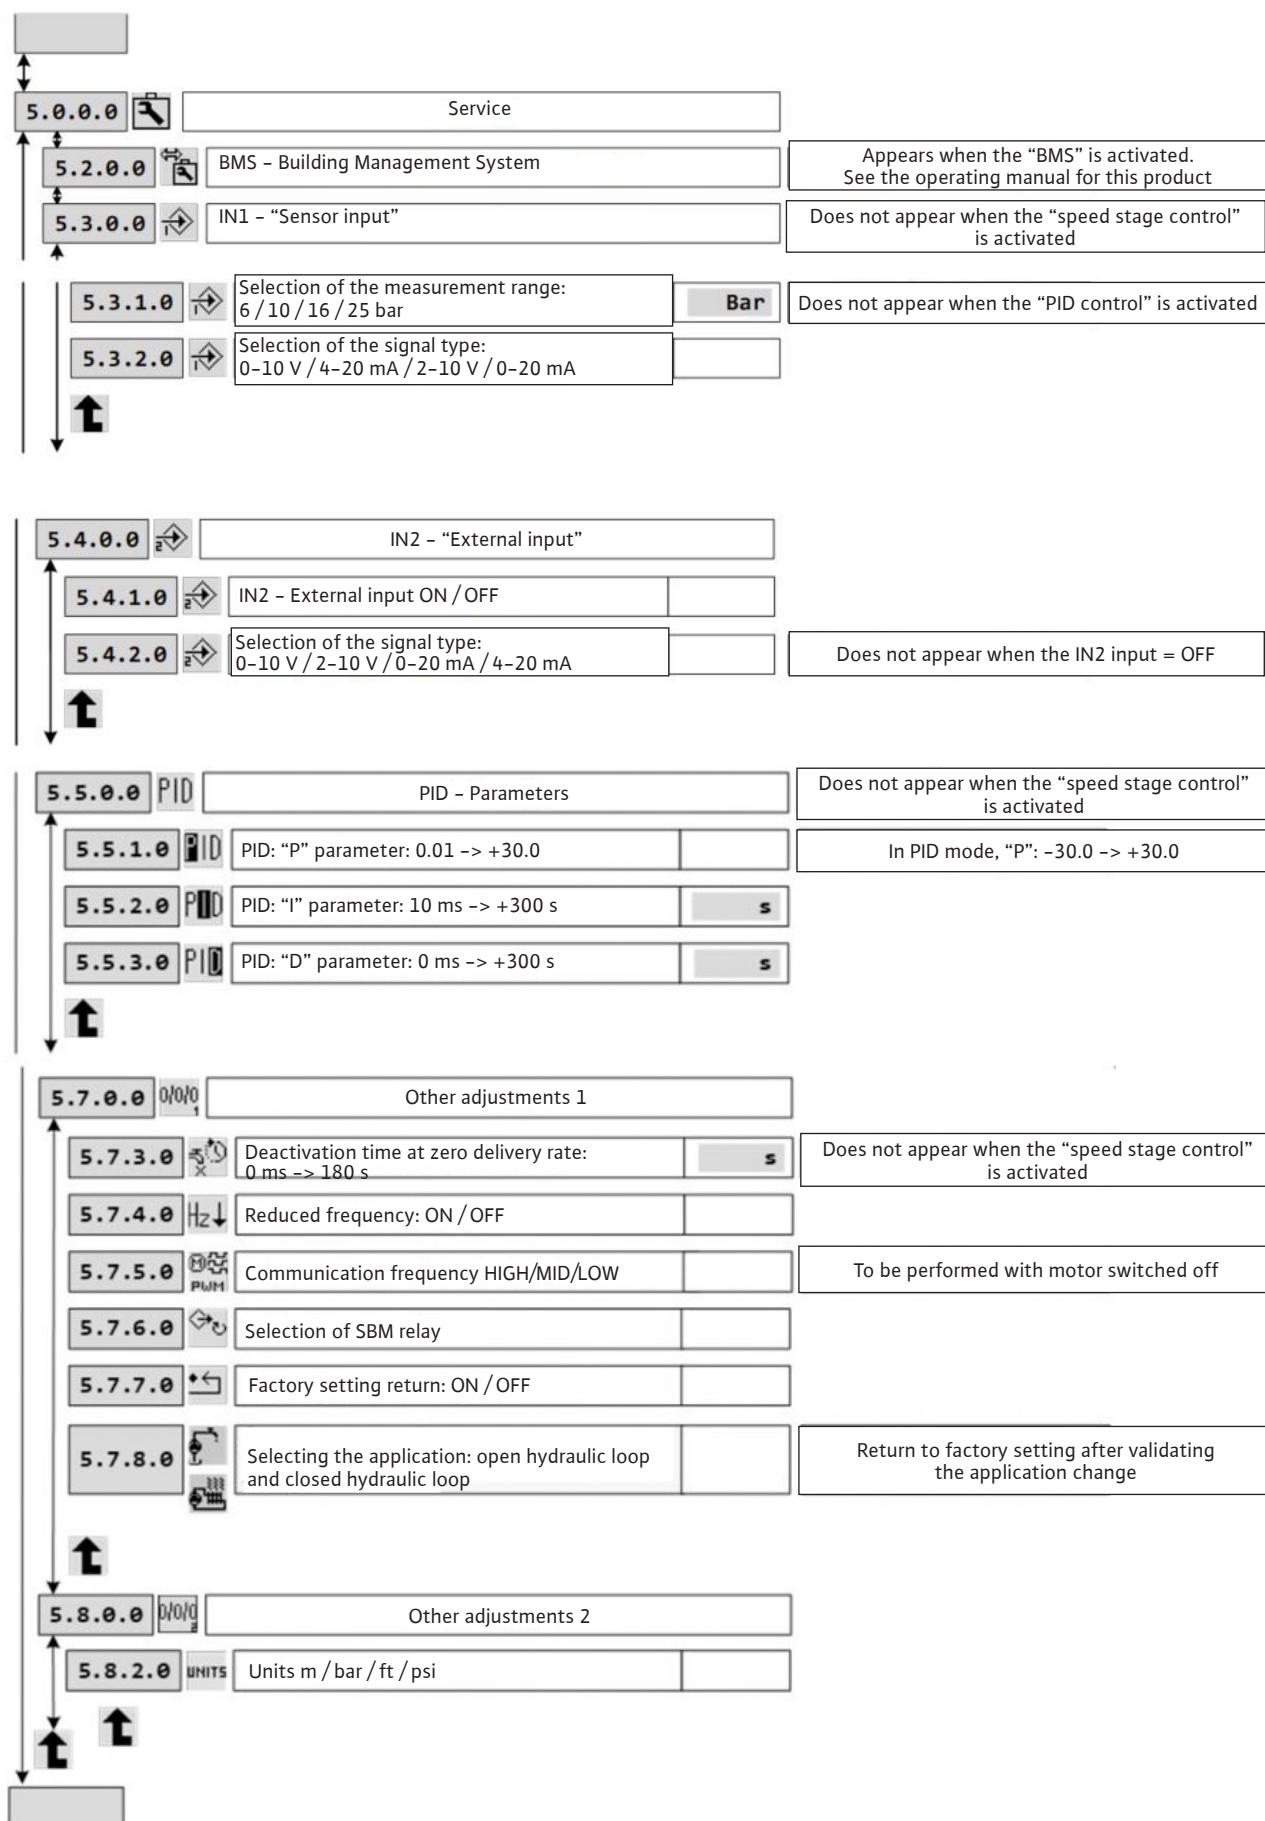 5.0.0.0 Service
5.2.0.0 BMS – Building Management System
Appears when the “BMS” is activated.
See the operating manual for this product
5.3.0.0 IN1 – “Sensor input”
Does not appear when the “speed stage control”
is activated
5.3.1.0 Selection of the measurement range:
6 / 10 / 16 / 25 bar
Bar
Does not appear when the “PID control” is activated
5.3.2.0 Selection of the signal type:
0–10 V / 4–20 mA / 2–10 V / 0–20 mA
5.4.0.0 2 IN2 – “External input”
5.4.1.0 2 IN2 – External input ON / OFF
5.4.2.0 2 Selection of the signal type:
0–10 V / 2–10 V / 0–20 mA / 4–20 mA
Does not appear when the IN2 input = OFF
5.5.0.0 PID PID – Parameters
Does not appear when the “speed stage control”
is activated
5.5.1.0 PID PID: “P” parameter: 0.01 –> +30.0
In PID mode, “P”: –30.0 –> +30.0
5.5.2.0 PID PID: “I” parameter: 10 ms –> +300 s s
5.5.3.0 PID PID: “D” parameter: 0 ms –> +300 s s
5.7.0.0 0/0/0 1 Other adjustments 1
5.7.3.0 Deactivation time at zero delivery rate:
0 ms –> 180 s
s
Does not appear when the “speed stage control”
is activated
5.7.4.0 Hz Reduced frequency: ON / OFF
5.7.5.0 M PWM Communication frequency HIGH/MID/LOW
To be performed with motor switched off
5.7.6.0 Selection of SBM relay
5.7.7.0 Factory setting return: ON / OFF
5.7.8.0 Selecting the application: open hydraulic loop
and closed hydraulic loop
Return to factory setting after validating
the application change
5.8.0.0 0/0/0 2 Other adjustments 2
5.8.2.0 UNITS Units m / bar / ft / psi